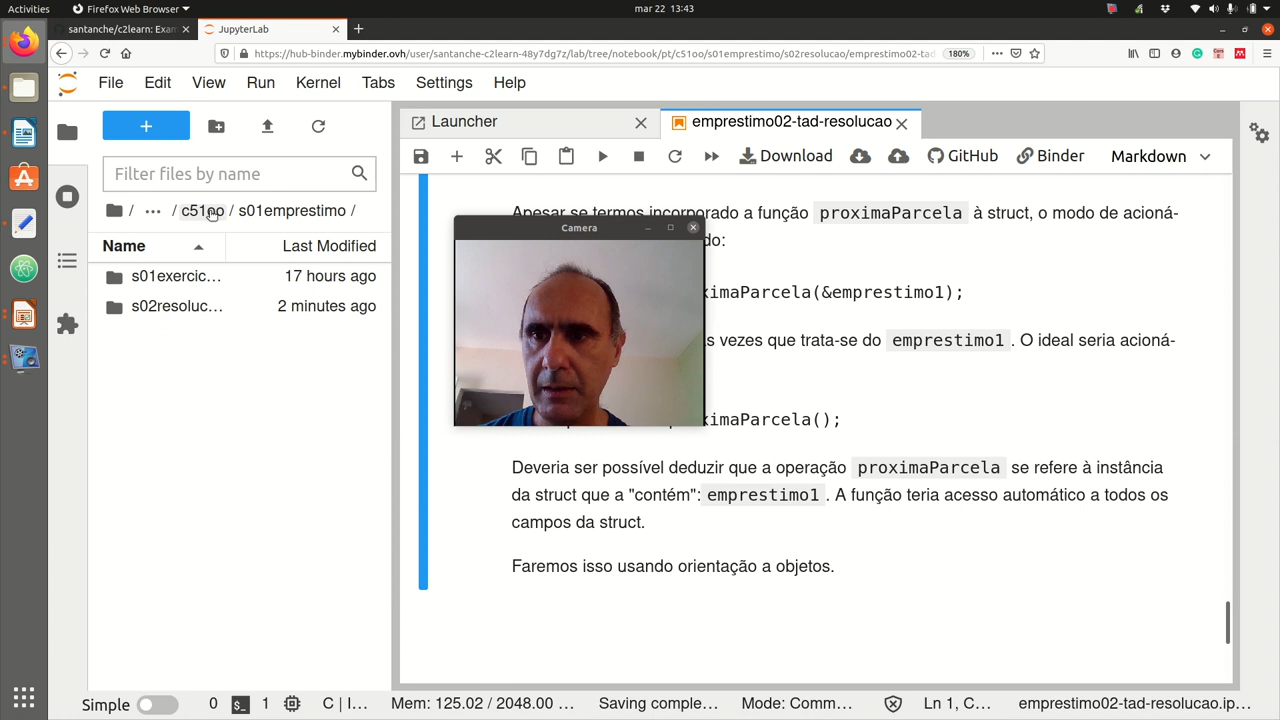 Activities
Firefox Web Browser
mar 22 13:43
santanche/c2learn: Exam
JupyterLab
https://hub-binder.mybinder.ovh/user/santanche-c2learn-48y7dg7z/lab/tree/notebook/pt/c51oo/s01emprestimo/s02resolucao/emprestimo02-tad-
180%
File Edit View Run Kernel Tabs Settings Help
Launcher
emprestimo02-tad-resolucao
Filter files by name
Download GitHub Binder Markdown
/ ··· / c51oo / s01emprestimo /
Name Last Modified
s01exercic… 17 hours ago
s02resoluc… 2 minutes ago
Camera
Apesar se termos incorporado a função proximaParcela à struct, o modo de acioná-
do:
ximaParcela(&emprestimo1);
s vezes que trata-se do emprestimo1. O ideal seria acioná-
ximaParcela();
Deveria ser possível deduzir que a operação proximaParcela se refere à instância
da struct que a "contém": emprestimo1. A função teria acesso automático a todos os
campos da struct.
Faremos isso usando orientação a objetos.
Simple 0 $_ 1 C | I… Mem: 125.02 / 2048.00 … Saving comple… Mode: Comm… Ln 1, C… emprestimo02-tad-resolucao.ip…